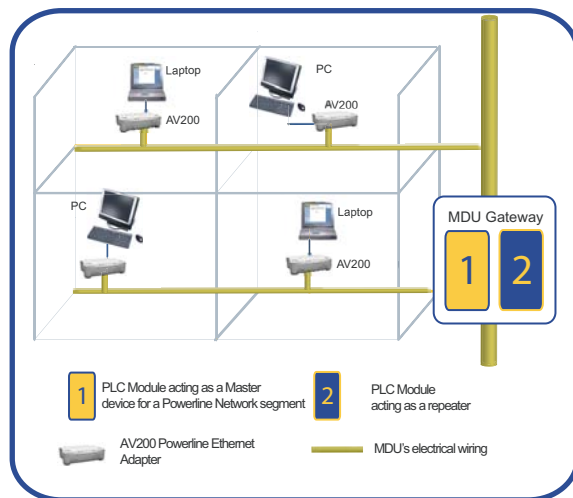 Laptop
PC
AV200
AV200
PC
Laptop
AV200
MDU Gateway
1
2
1
PLC Module acting as a Master
device for a Powerline Network segment
2
PLC Module
acting as a repeater
AV200 Powerline Ethernet
Adapter
MDU's electrical wiring